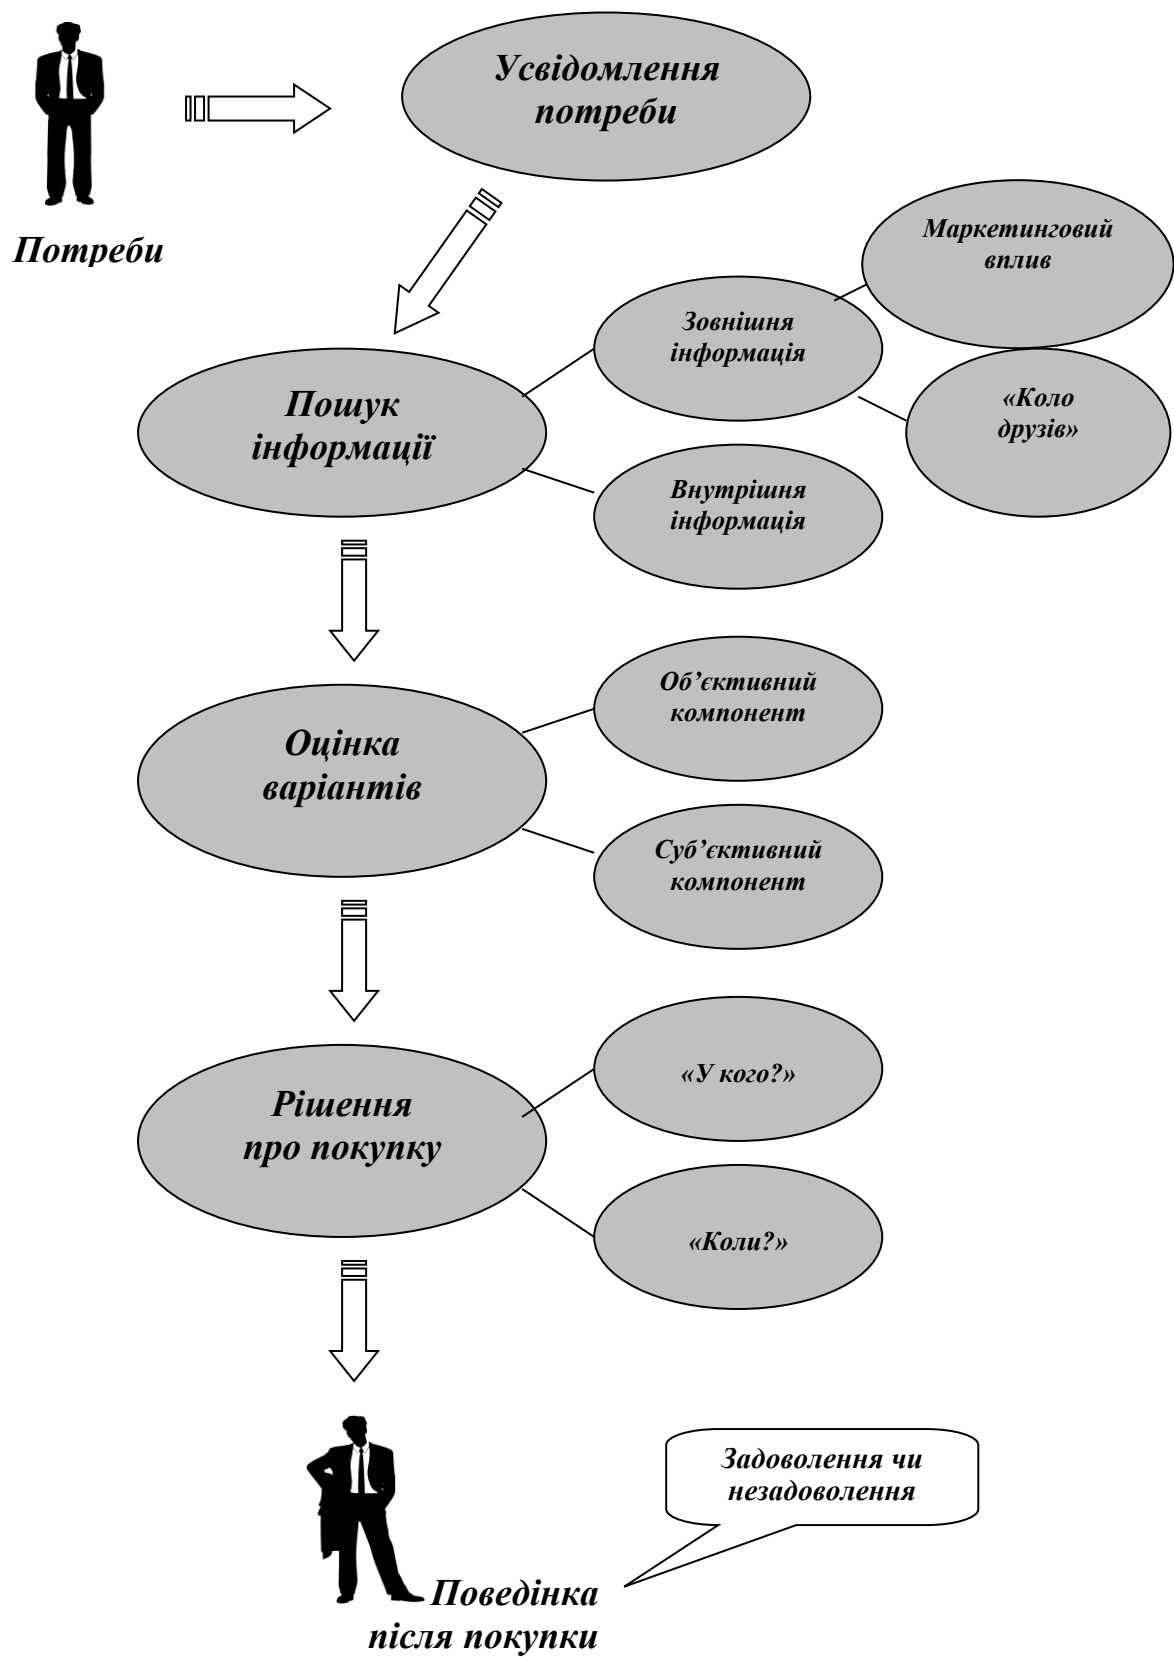 Усвідомлення
потреби
Потреби
Маркетинговий
вплив
Зовнішня
інформація
«Коло
друзів»
Пошук
інформації
Внутрішня
інформація
Об’єктивний
компонент
Оцінка
варіантів
Суб’єктивний
компонент
«У кого?»
Рішення
про покупку
«Коли?»
Задоволення чи
незадоволення
Поведінка
після покупки